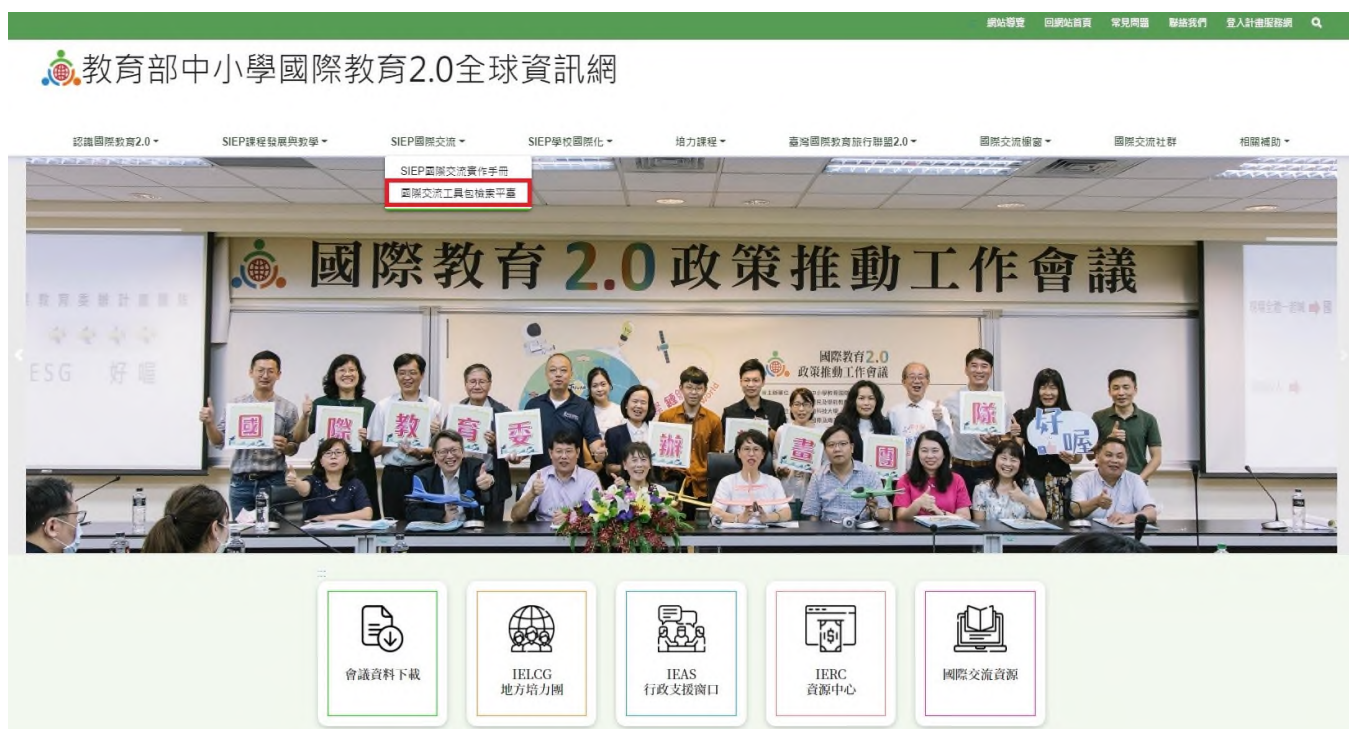 網站導覽 回網站首頁 常見問題 聯絡我們 登入計畫服務網
教育部中小學國際教育2.0全球資訊網
認識國際教育2.0 SIEP課程發展與教學 SIEP國際交流 SIEP學校國際化 培力課程 臺灣國際教育旅行聯盟2.0 國際交流櫥窗 國際交流社群 相關補助
SIEP國際交流實作手冊
國際交流工具包檢索平臺
國際教育2.0政策推動工作會議
ESG 好喔
國際教育2.0
政策推動工作會議
國 際 教 育 委 辦 畫 團 隊 好喔
會議資料下載
IELCG
地方培力團
IEAS
行政支援窗口
IERC
資源中心
國際交流資源